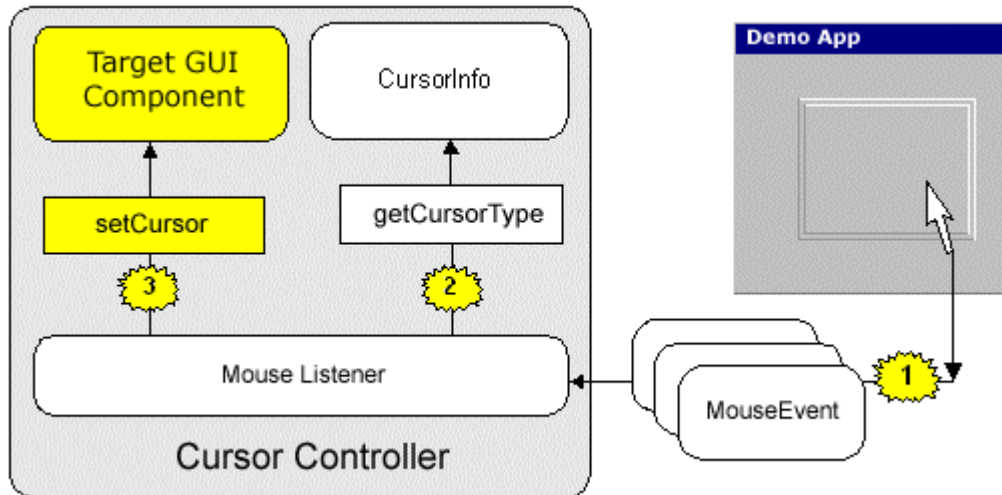 Target GUI
Component
CursorInfo
Demo App
setCursor
getCursorType
3
2
1
Mouse Listener
MouseEvent
Cursor Controller